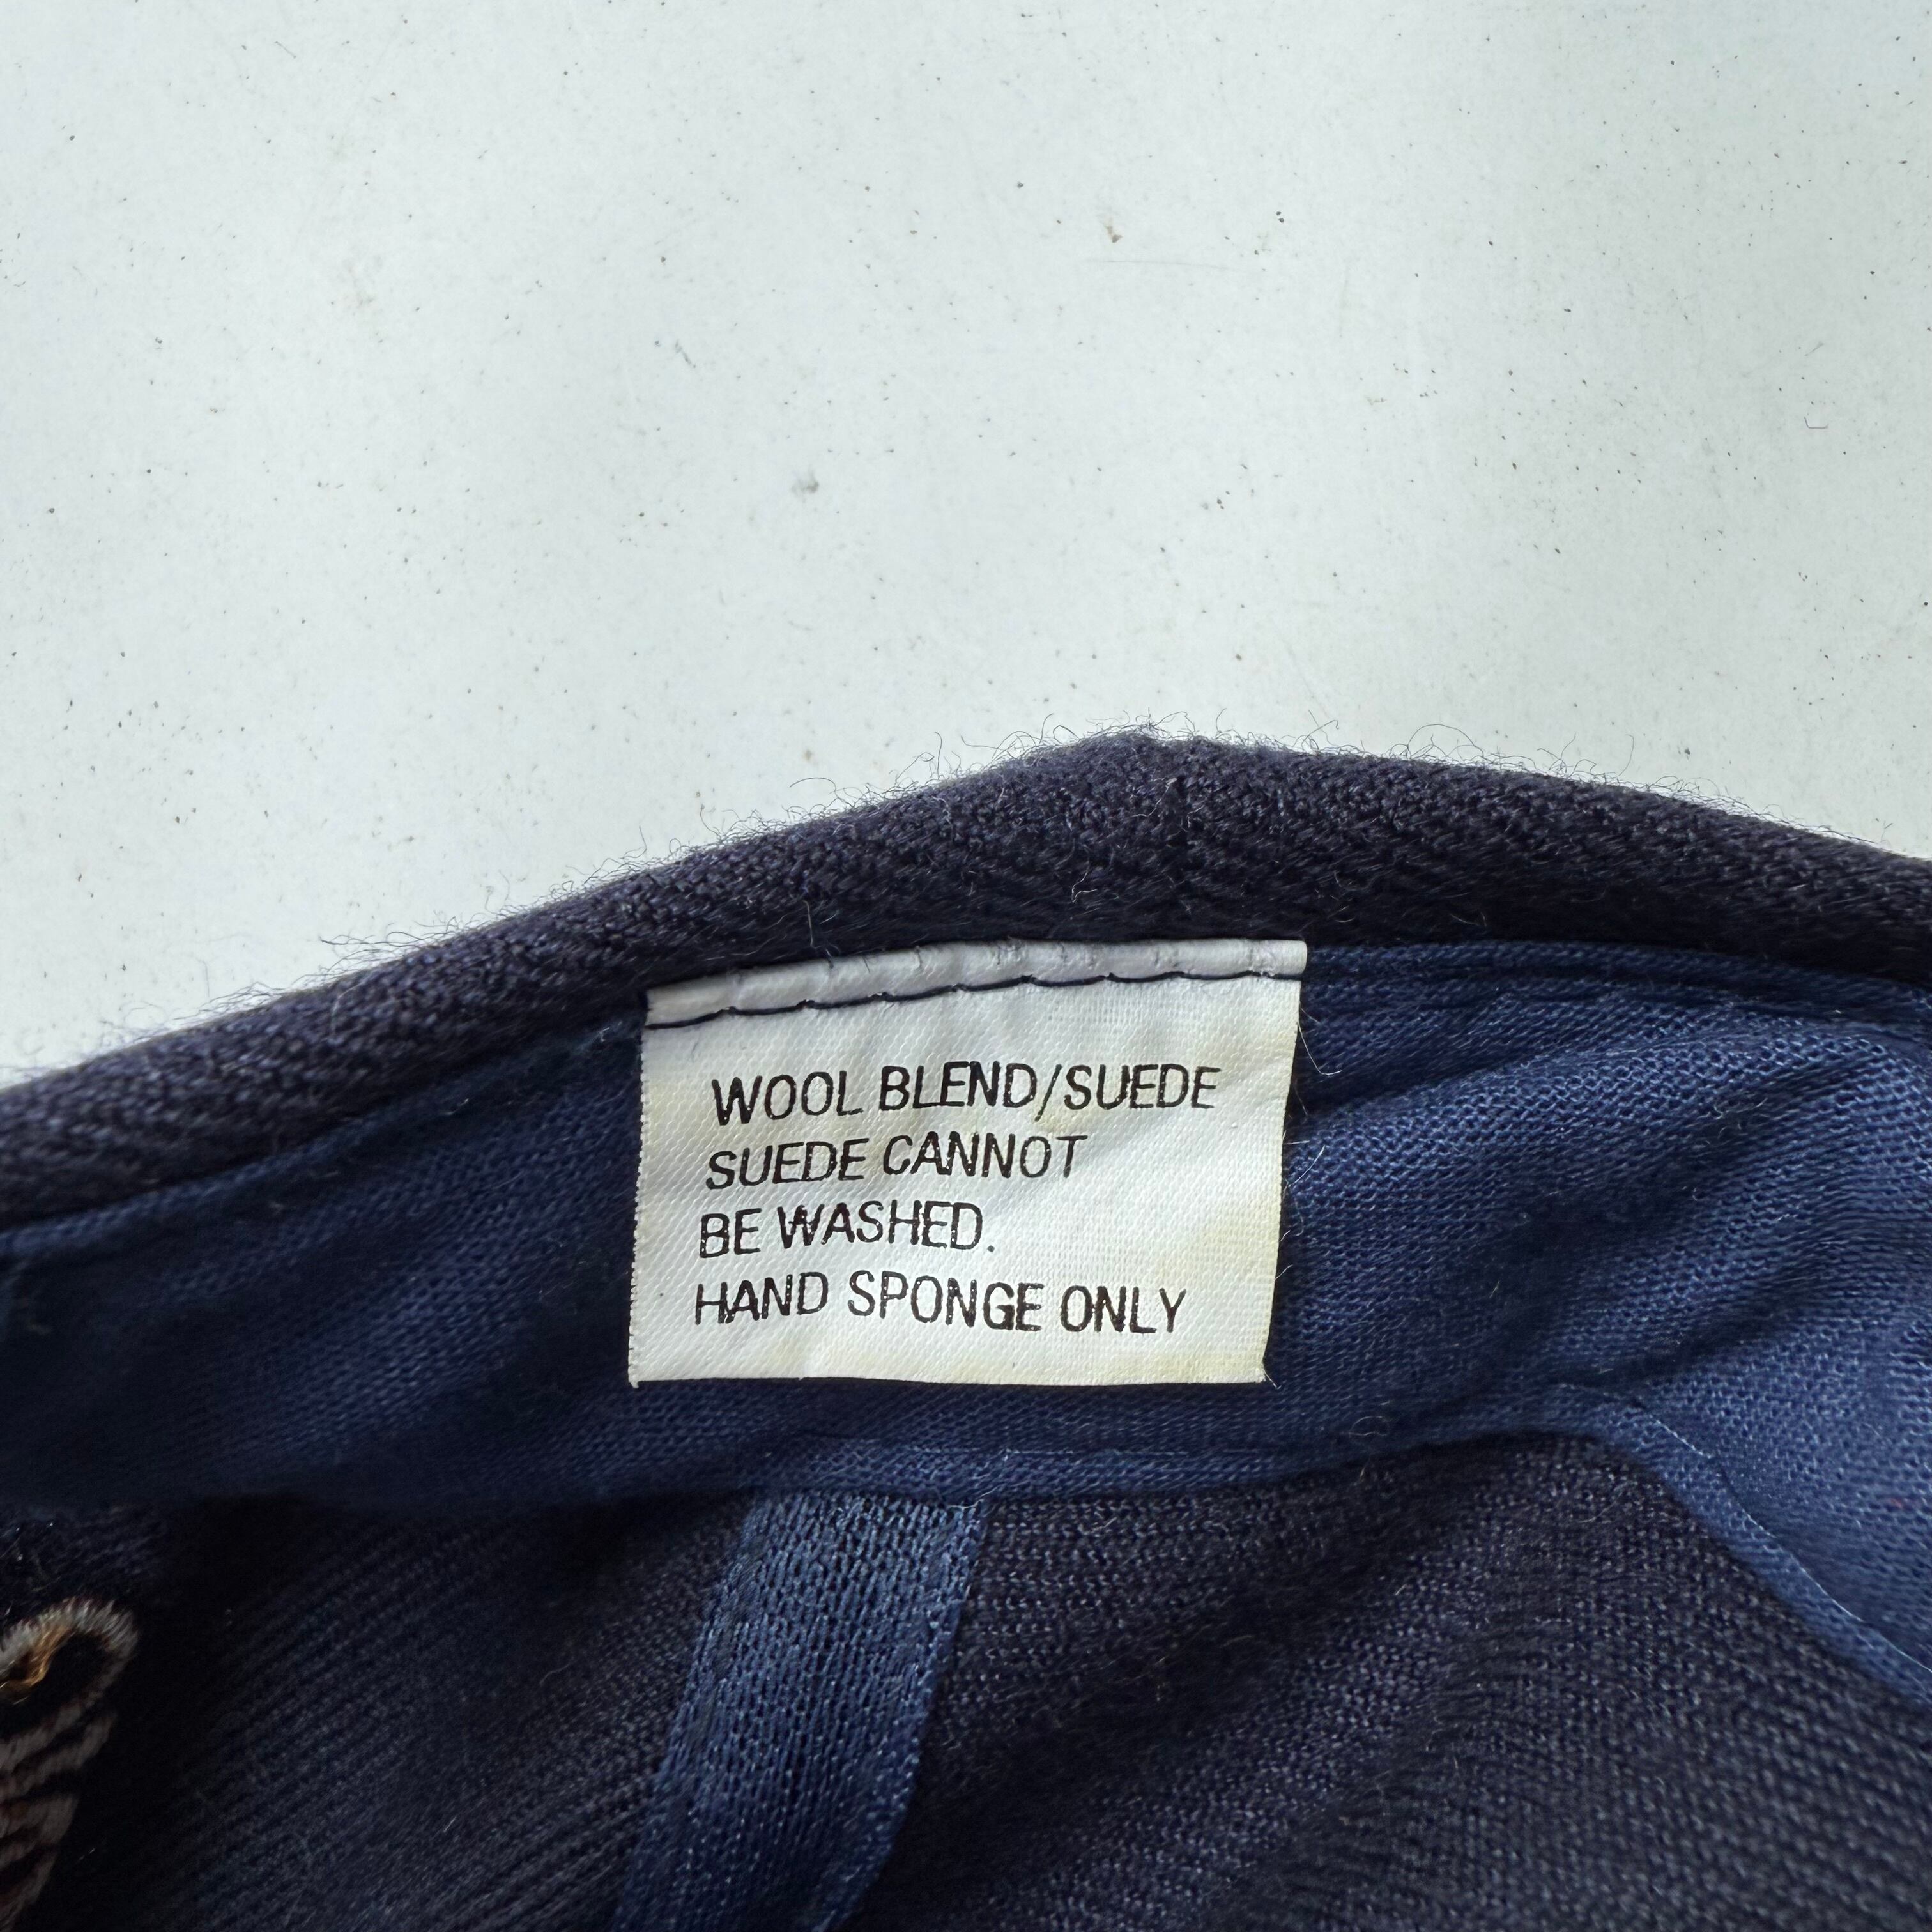 WOOL BLEND/SUEDE
SUEDE CANNOT
BE WASHED.
HAND SPONGE ONLY